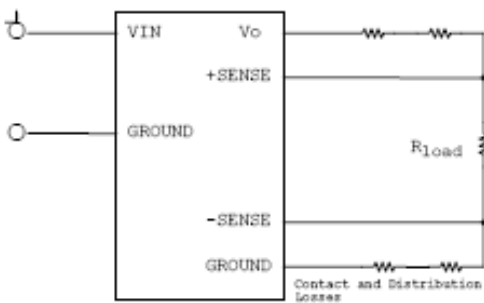 VIN
Vo
+SENSE
GROUND
Rload
-SENSE
GROUND
Contact and Distribution
Losses